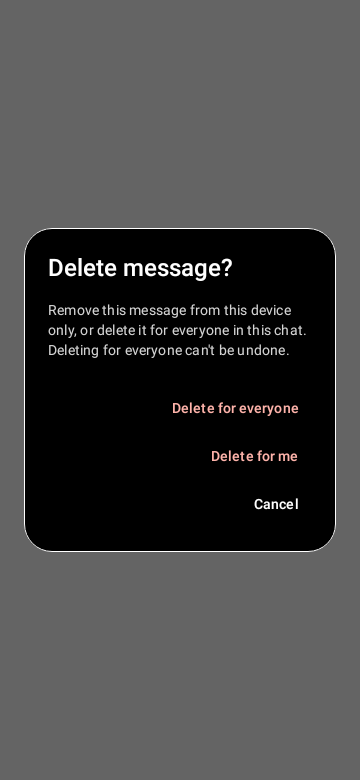 Delete message?
Remove this message from this device
only, or delete it for everyone in this chat.
Deleting for everyone can't be undone.
Delete for everyone
Delete for me
Cancel